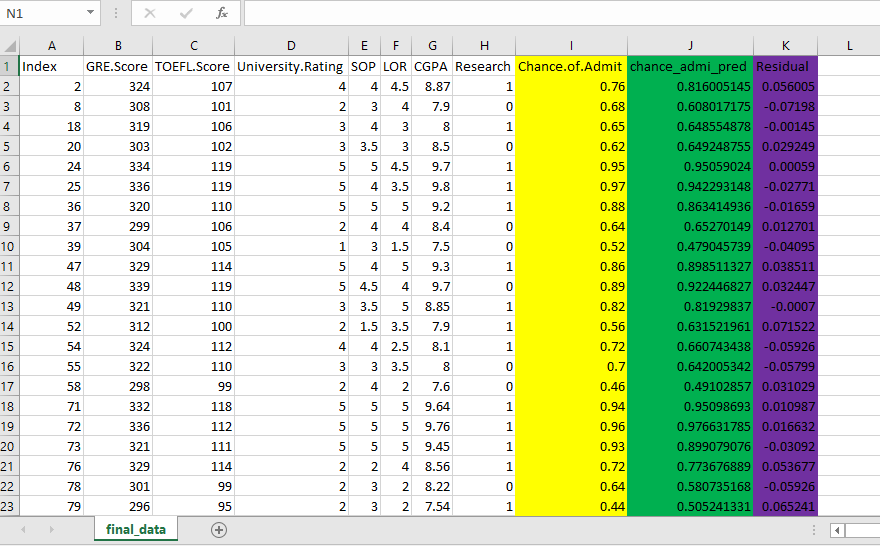 N1 fx
A B C D E F G H I J K L
1 Index GRE.Score TOEFL.Score University.Rating SOP LOR CGPA Research Chance.of.Admit chance_admi_pred Residual
2 2 324 107 4 4 4.5 8.87 1 0.76 0.816005145 0.056005
3 8 308 101 2 3 4 7.9 0 0.68 0.608017175 -0.07198
4 18 319 106 3 4 3 8 1 0.65 0.648554878 -0.00145
5 20 303 102 3 3.5 3 8.5 0 0.62 0.649248755 0.029249
6 24 334 119 5 5 4.5 9.7 1 0.95 0.95059024 0.00059
7 25 336 119 5 4 3.5 9.8 1 0.97 0.942293148 -0.02771
8 36 320 110 5 5 5 9.2 1 0.88 0.863414936 -0.01659
9 37 299 106 2 4 4 8.4 0 0.64 0.65270149 0.012701
10 39 304 105 1 3 1.5 7.5 0 0.52 0.479045739 -0.04095
11 47 329 114 5 4 5 9.3 1 0.86 0.898511327 0.038511
12 48 339 119 5 4.5 4 9.7 0 0.89 0.922446827 0.032447
13 49 321 110 3 3.5 5 8.85 1 0.82 0.81929837 -0.0007
14 52 312 100 2 1.5 3.5 7.9 1 0.56 0.631521961 0.071522
15 54 324 112 4 4 2.5 8.1 1 0.72 0.660743438 -0.05926
16 55 322 110 3 3 3.5 8 0 0.7 0.642005342 -0.05799
17 58 298 99 2 4 2 7.6 0 0.46 0.49102857 0.031029
18 71 332 118 5 5 5 9.64 1 0.94 0.95098693 0.010987
19 72 336 112 5 5 5 9.76 1 0.96 0.976631785 0.016632
20 73 321 111 5 5 5 9.45 1 0.93 0.899079076 -0.03092
21 76 329 114 2 2 4 8.56 1 0.72 0.773676889 0.053677
22 78 301 99 2 3 2 8.22 0 0.64 0.580735168 -0.05926
23 79 296 95 2 3 2 7.54 1 0.44 0.505241331 0.065241
final_data